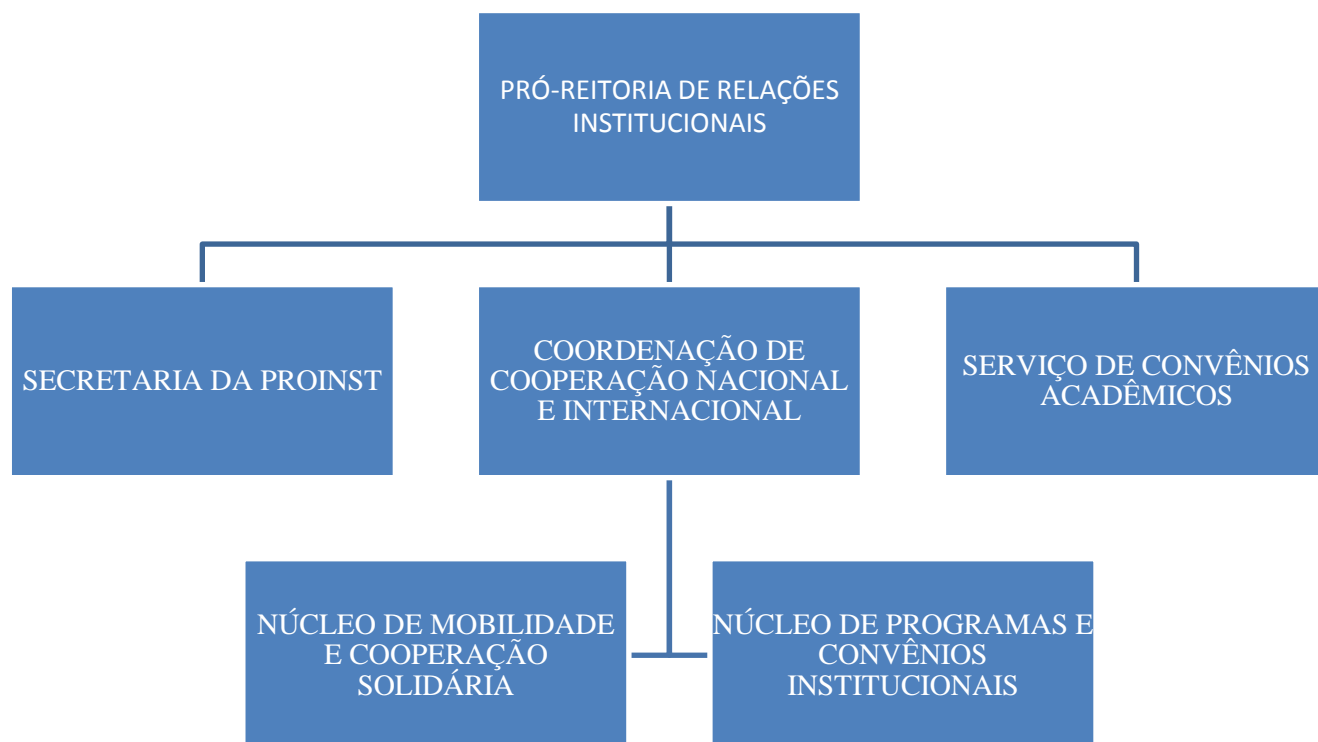 PRÓ-REITORIA DE RELAÇÕES
INSTITUCIONAIS
SECRETARIA DA PROINST
COORDENAÇÃO DE
COOPERAÇÃO NACIONAL
E INTERNACIONAL
SERVIÇO DE CONVÊNIOS
ACADÊMICOS
NÚCLEO DE MOBILIDADE
E COOPERAÇÃO
SOLIDÁRIA
NÚCLEO DE PROGRAMAS E
CONVÊNIOS
INSTITUCIONAIS